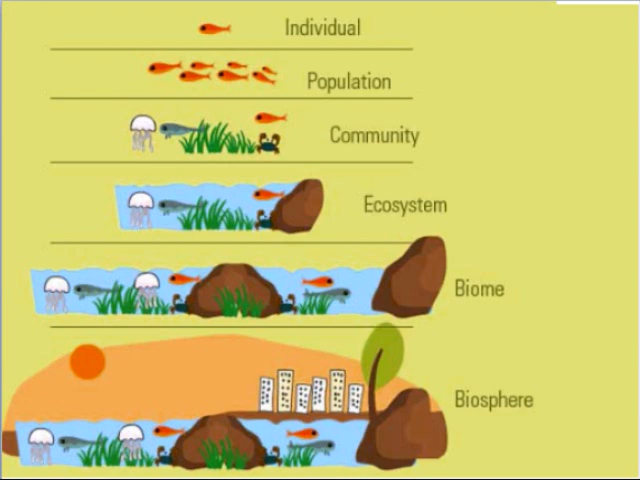 Individual
Population
Community
Ecosystem
Biome
Biosphere